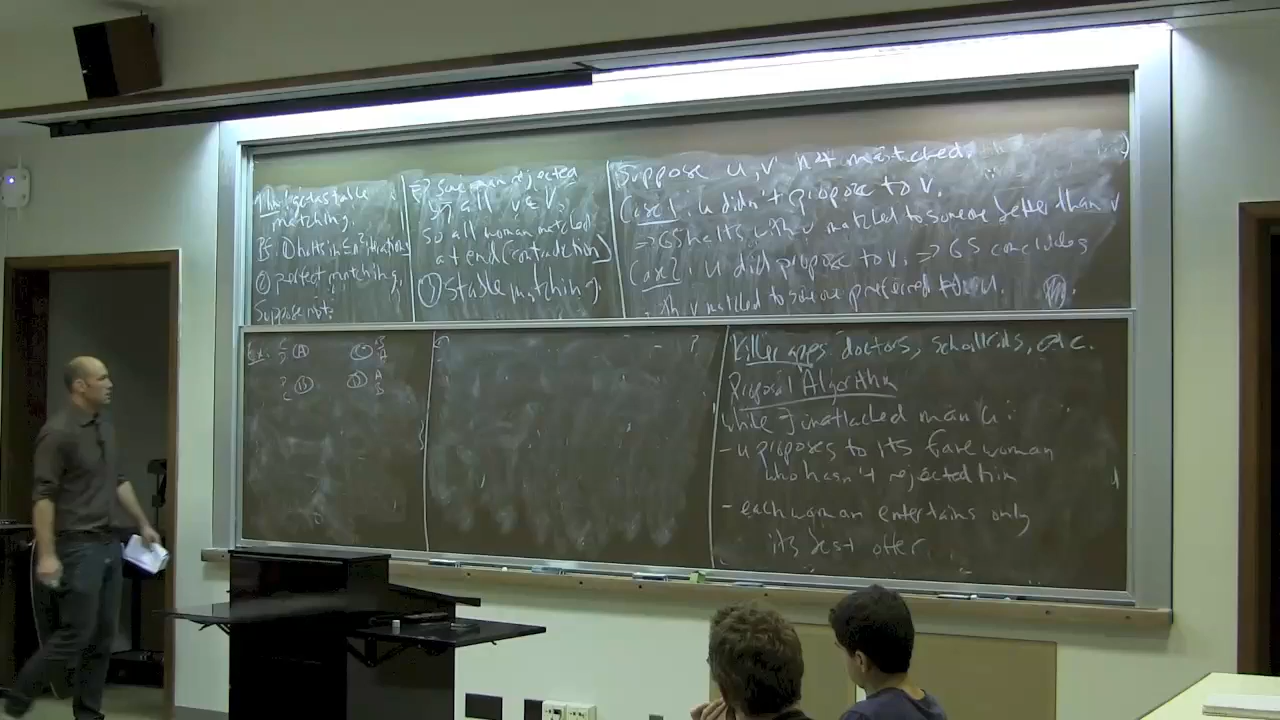 Thm: gets stable
matching.
Pf: ① halts in ≤ n² iterations
② perfect matching.
Suppose not.
=> some man rejected
by all v ∈ V.
so all woman matched
at end (contradiction)
③ stable matching.
Suppose u, v not matched.
Case 1: u didn't propose to v.
=> GS halts with v matched to someone better than u
Case 2: u did propose to v. => GS concludes
with v matched to someone preferred to u.
Ex:
A
C
B
D
Killer apps: doctors, school kids, etc.
Proposal Algorithm
while ∃ unattached man u:
- u proposes to its fave woman
who hasn't rejected him
- each woman entertains only
its best offer